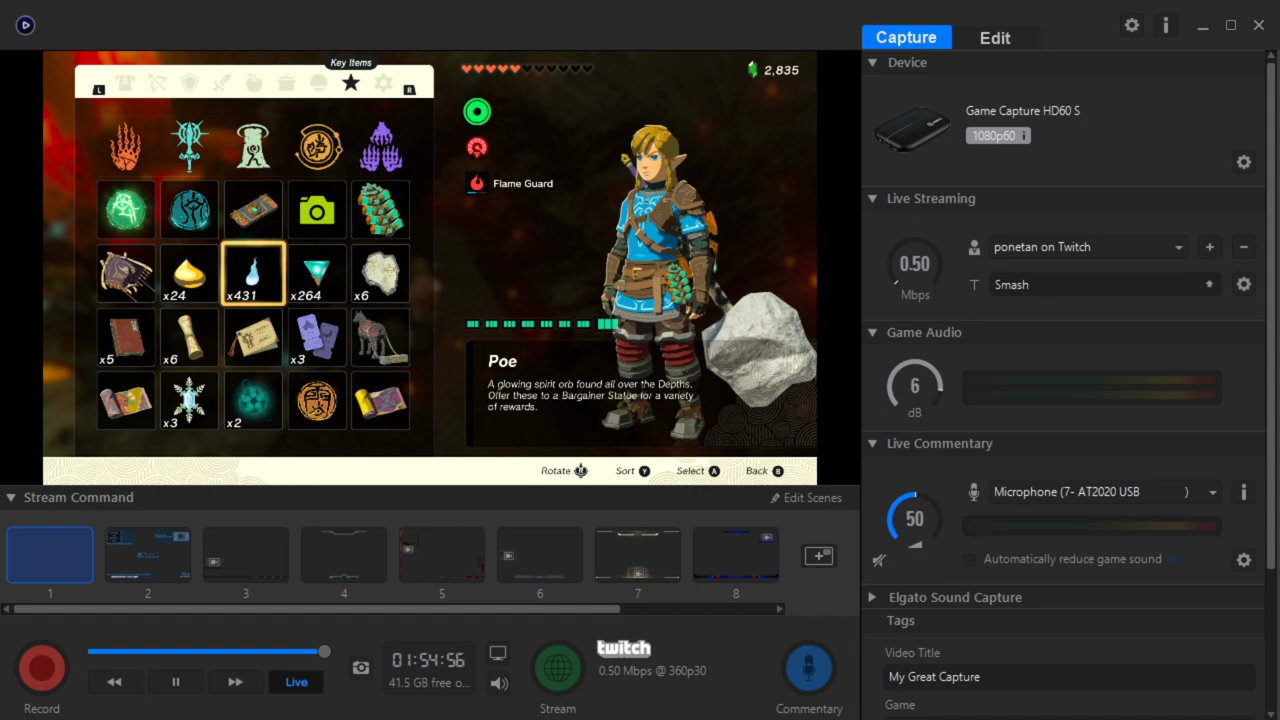 Capture
Edit
Key Items
L
R
2,835
Flame Guard
x24
x431
x264
x6
x5
x6
x3
x3
x2
Poe
A glowing spirit orb found all over the Depths.
Offer these to a Bargainer Statue for a variety
of rewards.
Rotate R
Sort Y
Select A
Back B
Device
Game Capture HD60 S
1080p60 i
Live Streaming
0.50
Mbps
ponetan on Twitch
T Smash
Game Audio
6
dB
Live Commentary
Microphone (7- AT2020 USB )
50
Automatically reduce game sound
Elgato Sound Capture
Tags
Video Title
My Great Capture
Game
Stream Command
Edit Scenes
1 2 3 4 5 6 7 8
Record
Live
01:54:56
41.5 GB free o...
Stream
twitch
0.50 Mbps @ 360p30
Commentary